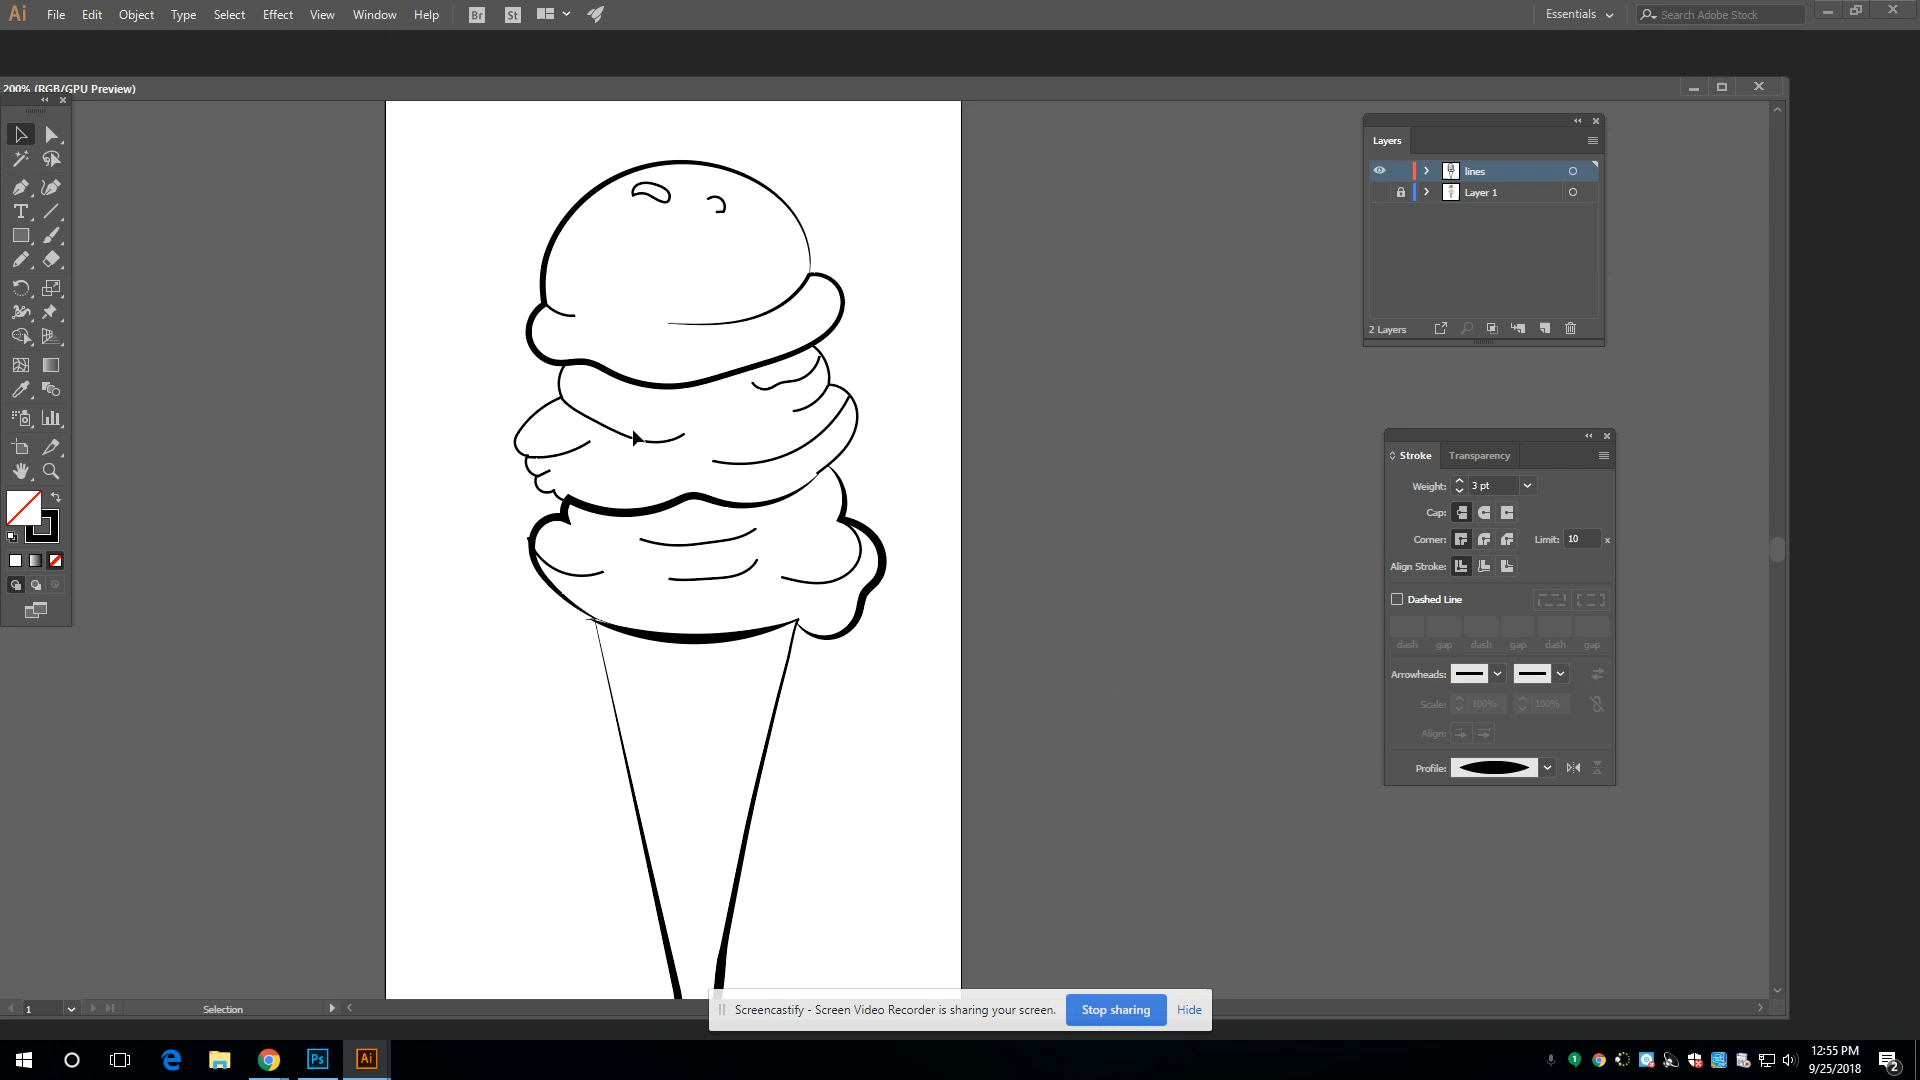 Ai File Edit Object Type Select Effect View Window Help Br St Essentials Search Adobe Stock
200% (RGB/GPU Preview)
Layers
lines
Layer 1
2 Layers
Stroke Transparency
Weight: 3 pt
Cap:
Corner: Limit: 10 x
Align Stroke:
Dashed Line
dash gap dash gap dash gap
Arrowheads:
Scale: 100% 100%
Align:
Profile:
1 Selection
Screencastify - Screen Video Recorder is sharing your screen. Stop sharing Hide
Ps Ai
12:55 PM
9/25/2018
2